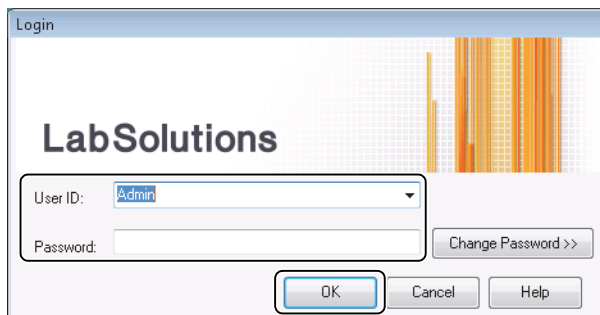 Login
LabSolutions
User ID: Admin
Password:
Change Password >>
OK Cancel Help